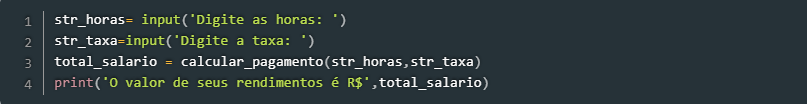 1 str_horas= input('Digite as horas: ')
2 str_taxa=input('Digite a taxa: ')
3 total_salario = calcular_pagamento(str_horas,str_taxa)
4 print('O valor de seus rendimentos é R$',total_salario)